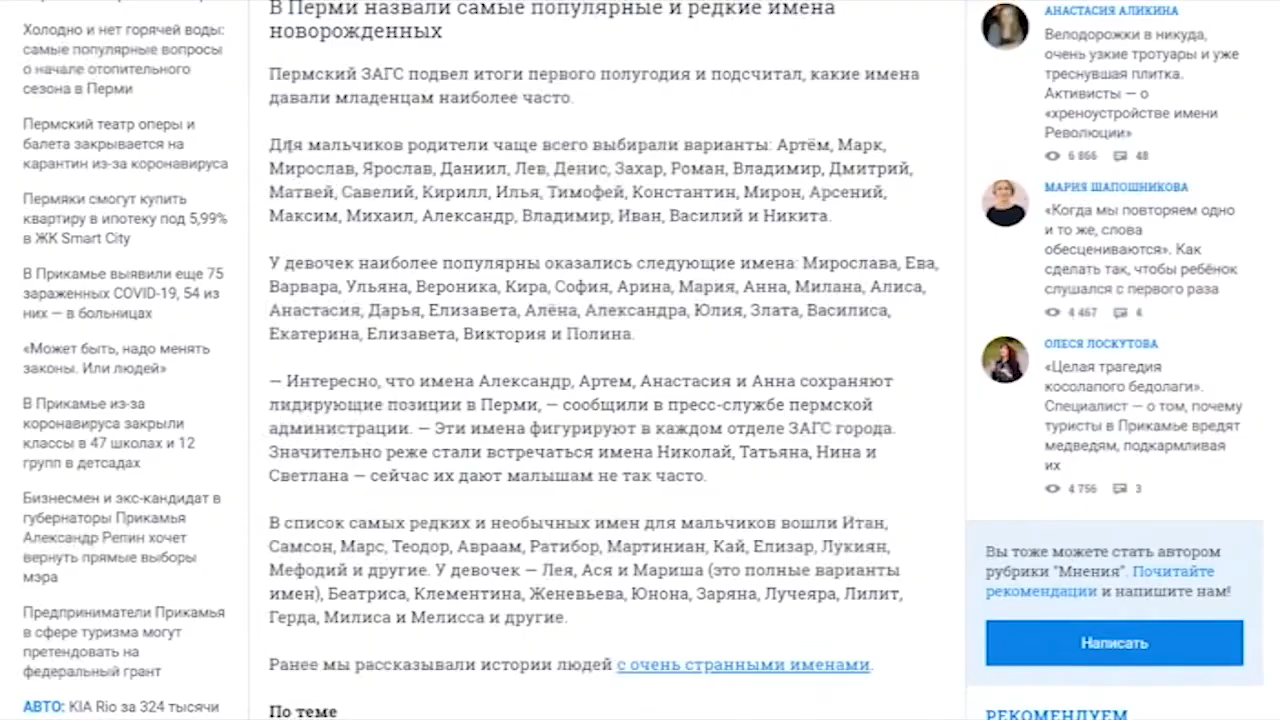 Холодно и нет горячей воды:
самые популярные вопросы
о начале отопительного
сезона в Перми
Пермский театр оперы и
балета закрывается на
карантин из-за коронавируса
Пермяки смогут купить
квартиру в ипотеку под 5,99%
в ЖК Smart City
В Прикамье выявили еще 75
зараженных COVID-19, 54 из
них — в больницах
«Может быть, надо менять
законы. Или людей»
В Прикамье из-за
коронавируса закрыли
классы в 47 школах и 12
групп в детсадах
Бизнесмен и экс-кандидат в
губернаторы Прикамья
Александр Репин хочет
вернуть прямые выборы
мэра
Предприниматели Прикамья
в сфере туризма могут
претендовать на
федеральный грант
АВТО: KIA Rio за 324 тысячи
В Перми назвали самые популярные и редкие имена
новорожденных
Пермский ЗАГС подвел итоги первого полугодия и подсчитал, какие имена
давали младенцам наиболее часто.
Для мальчиков родители чаще всего выбирали варианты: Артём, Марк,
Мирослав, Ярослав, Даниил, Лев, Денис, Захар, Роман, Владимир, Дмитрий,
Матвей, Савелий, Кирилл, Илья, Тимофей, Константин, Мирон, Арсений,
Максим, Михаил, Александр, Владимир, Иван, Василий и Никита.
У девочек наиболее популярны оказались следующие имена: Мирослава, Ева,
Варвара, Ульяна, Вероника, Кира, София, Арина, Мария, Анна, Милана, Алиса,
Анастасия, Дарья, Елизавета, Алёна, Александра, Юлия, Злата, Василиса,
Екатерина, Елизавета, Виктория и Полина.
— Интересно, что имена Александр, Артем, Анастасия и Анна сохраняют
лидирующие позиции в Перми, — сообщили в пресс-службе пермской
администрации. — Эти имена фигурируют в каждом отделе ЗАГС города.
Значительно реже стали встречаться имена Николай, Татьяна, Нина и
Светлана — сейчас их дают малышам не так часто.
В список самых редких и необычных имен для мальчиков вошли Итан,
Самсон, Марс, Теодор, Авраам, Ратибор, Мартиниан, Кай, Елизар, Лукиян,
Мефодий и другие. У девочек — Лея, Ася и Мариша (это полные варианты
имен), Беатриса, Клементина, Женевьева, Юнона, Заряна, Лучеяра, Лилит,
Герда, Милиса и Мелисса и другие.
Ранее мы рассказывали истории людей с очень странными именами.
По теме
АНАСТАСИЯ АЛИКИНА
Велодорожки в никуда,
очень узкие тротуары и уже
треснувшая плитка.
Активисты — о
«хреноустройстве имени
Революции»
6 866 48
МАРИЯ ШАПОШНИКОВА
«Когда мы повторяем одно
и то же, слова
обесцениваются». Как
сделать так, чтобы ребёнок
слушался с первого раза
4 467 4
ОЛЕСЯ ЛОСКУТОВА
«Целая трагедия
косолапого бедолаги».
Специалист — о том, почему
туристы в Прикамье вредят
медведям, подкармливая
их
4 756 3
Вы тоже можете стать автором
рубрики "Мнения". Почитайте
рекомендации и напишите нам!
Написать
РЕКОМЕНДУЕМ